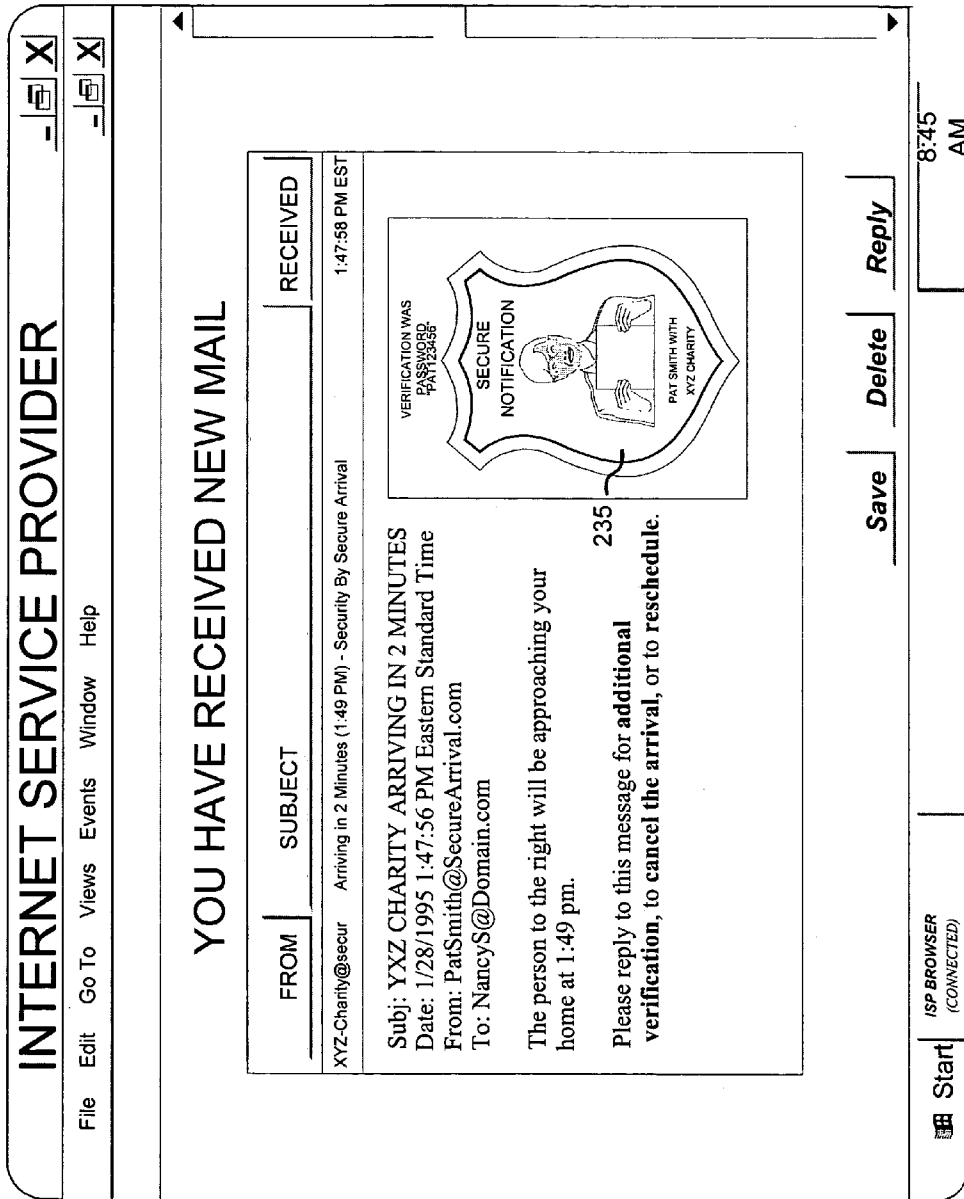 INTERNET SERVICE PROVIDER
File Edit Go To Views Events Window Help
YOU HAVE RECEIVED NEW MAIL
FROM SUBJECT RECEIVED
XYZ-Charity@secur Arriving in 2 Minutes (1:49 PM) - Security By Secure Arrival 1:47:58 PM EST
Subj: YXZ CHARITY ARRIVING IN 2 MINUTES
Date: 1/28/1995 1:47:56 PM Eastern Standard Time
From: PatSmith@SecureArrival.com
To: NancyS@Domain.com
The person to the right will be approaching your
home at 1:49 pm.
Please reply to this message for additional
verification, to cancel the arrival, or to reschedule.
235
VERIFICATION WAS
PASSWORD
"PAT123456"
SECURE
NOTIFICATION
PAT SMITH WITH
XYZ CHARITY
Save Delete Reply
Start
ISP BROWSER
(CONNECTED)
8:45
AM